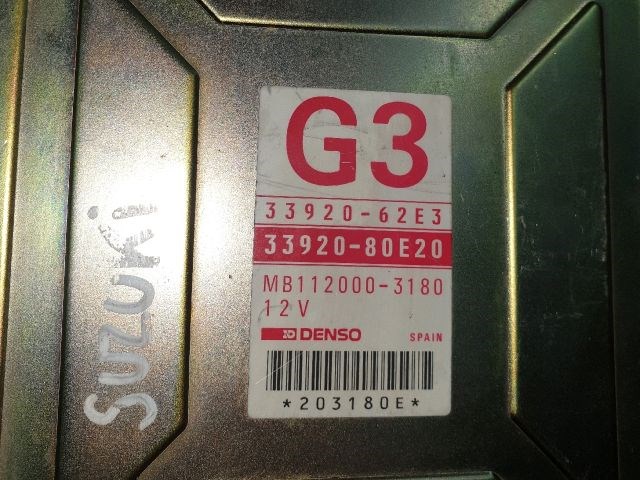 G3
33920-62E3
33920-80E20
MB112000-3180
12V
DENSO
SPAIN
*203180E*
SUZUKi